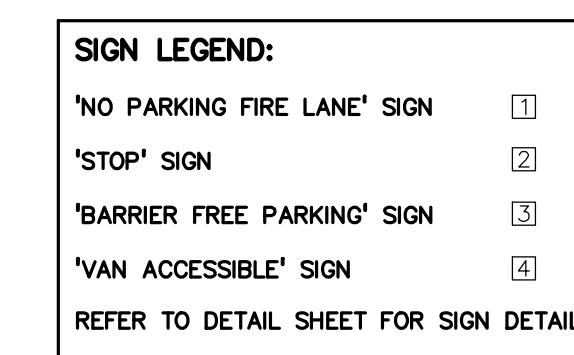 SIGN LEGEND:
'NO PARKING FIRE LANE' SIGN 1
'STOP' SIGN 2
'BARRIER FREE PARKING' SIGN 3
'VAN ACCESSIBLE' SIGN 4
REFER TO DETAIL SHEET FOR SIGN DETAIL